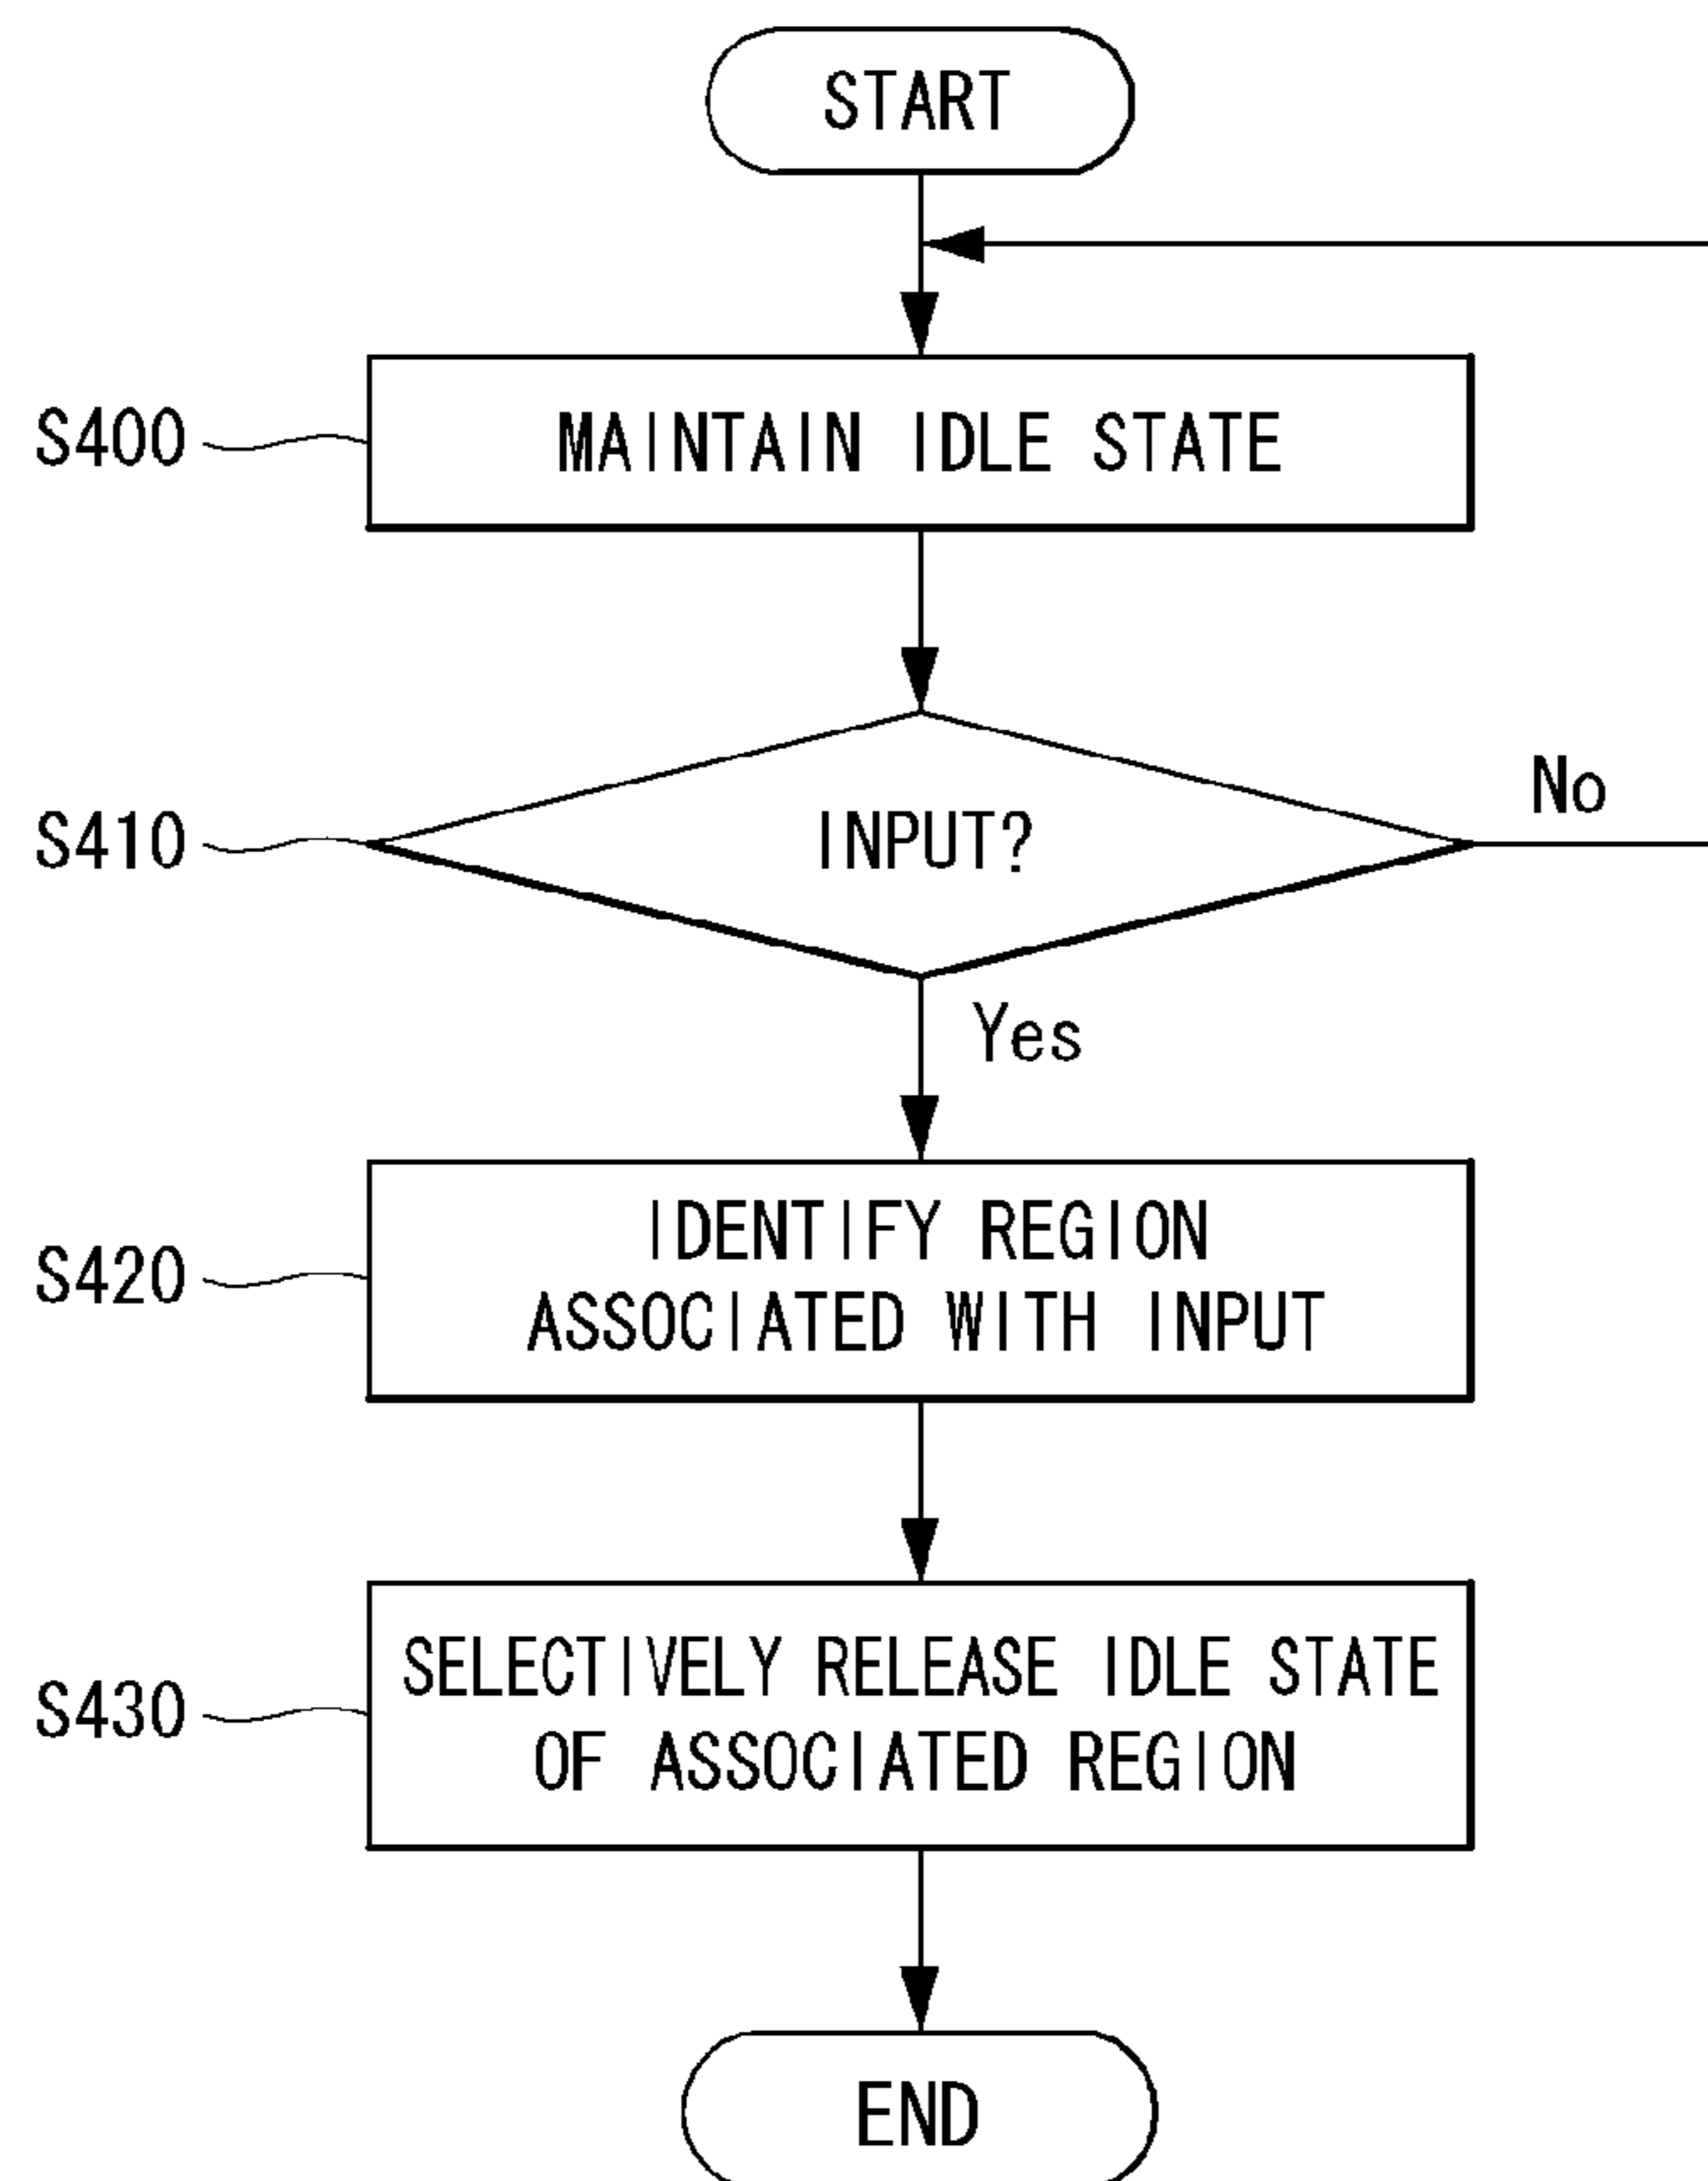 START
S400
MAINTAIN IDLE STATE
S410
INPUT?
No
Yes
S420
IDENTIFY REGION
ASSOCIATED WITH INPUT
S430
SELECTIVELY RELEASE IDLE STATE
OF ASSOCIATED REGION
END